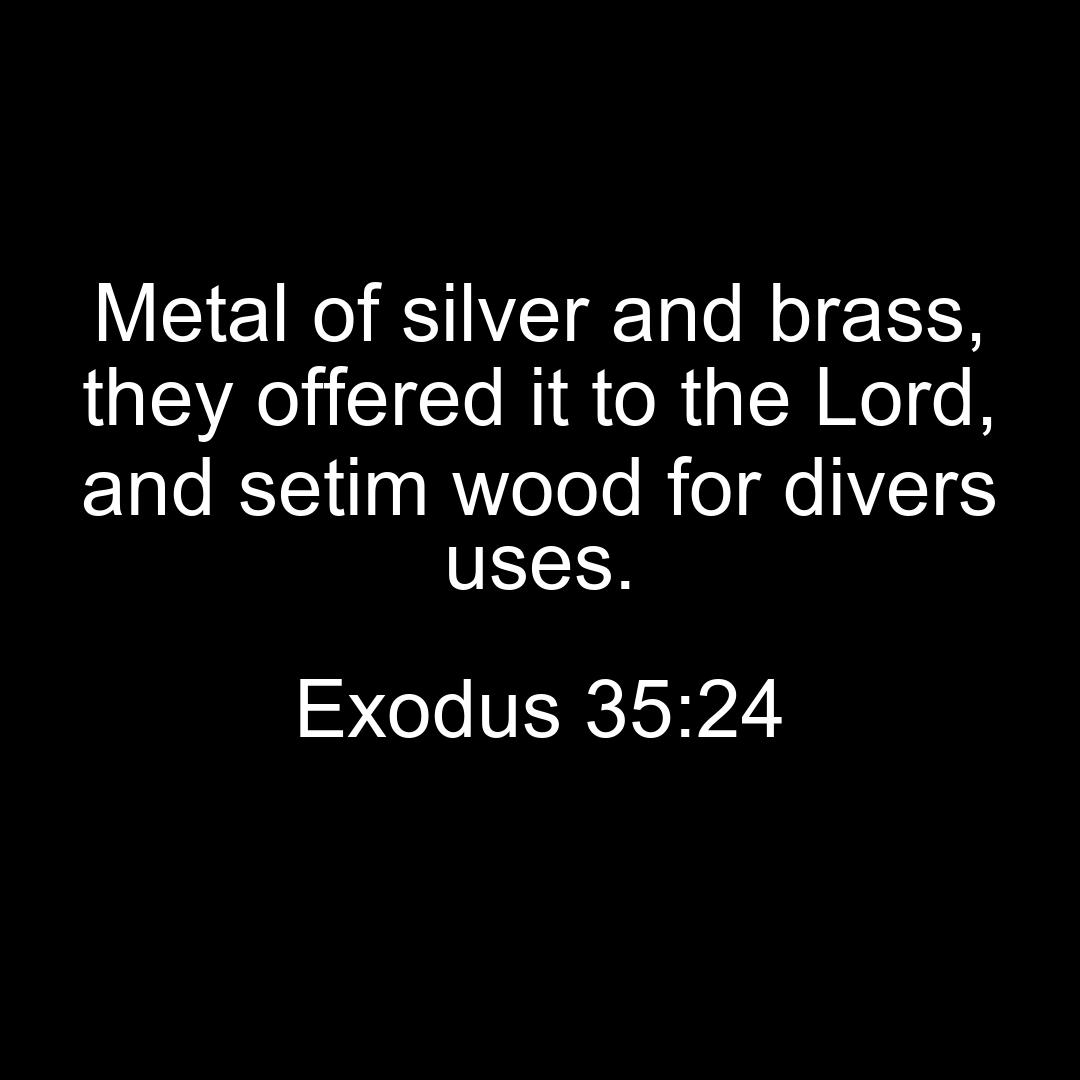 Metal of silver and brass,
they offered it to the Lord,
and setim wood for divers
uses.
Exodus 35:24